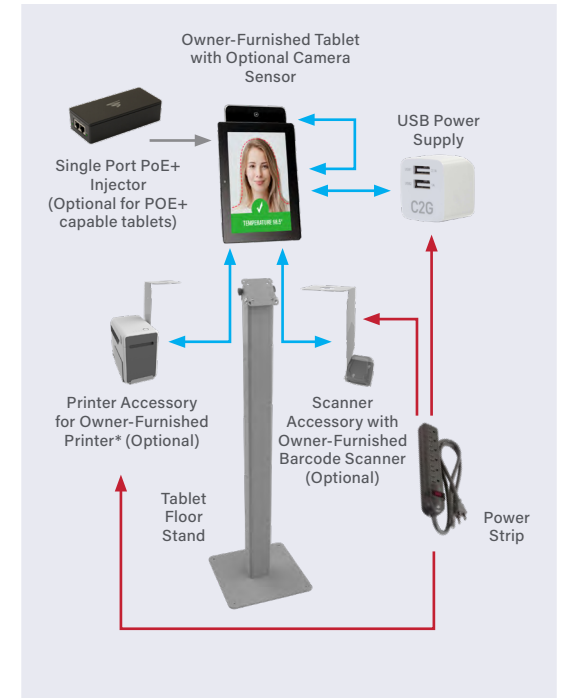 Owner-Furnished Tablet
with Optional Camera
Sensor
USB Power
Supply
Single Port PoE+
Injector
(Optional for POE+
capable tablets)
C2G
TEMPERATURE 98.5°
Printer Accessory
for Owner-Furnished
Printer* (Optional)
Scanner
Accessory with
Owner-Furnished
Barcode Scanner
(Optional)
Tablet
Floor
Stand
Power
Strip